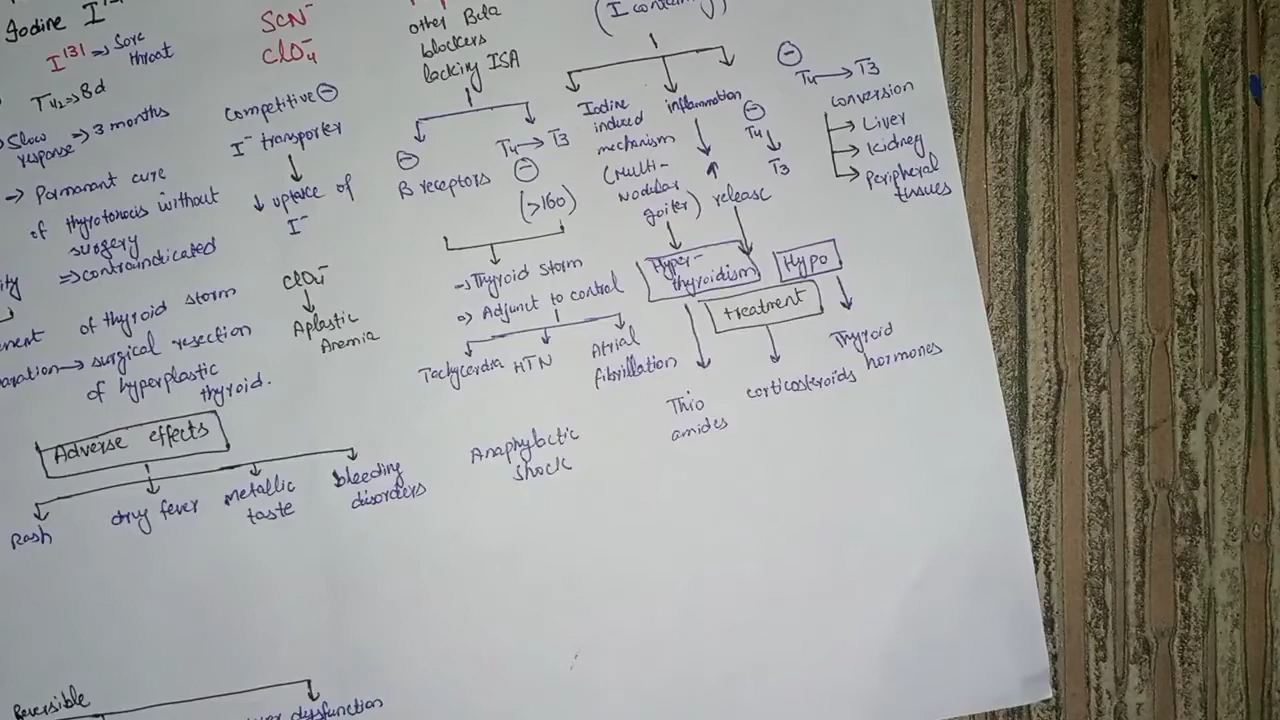 Iodine I
I131 => Sore
throat
T1/2 => 8d
Slow
response -> 3 months
-> Permanant cure
of thyrotoxosis without
surgery
=> contraindicated
of thyroid storm
-> surgical resection
of hyperplastic
thyroid.
SCN-
ClO4-
Competitive ⊖
I- transporter
↓ uptake of
I-
ClO4-
Aplastic
Anemia
other Beta
blockers
lacking ISA
⊖
B receptors
T4 -> T3
⊖
(>160)
-> Thyroid storm
=> Adjunct to control
Tachycardia HTN
Atrial
fibrillation
Anaphylactic
shock
(I containing)
Iodine
induced
mechanism
(Multi-
nodular
goiter)
inflammation
↑
release
⊖
T4
↓
T3
Hyper-
thyroidism
Hypo
treatment
Thio
amides
corticosteroids
Thyroid
hormones
⊖
T4 -> T3
conversion
-> Liver
-> Kidney
-> Peripheral
tissues
Adverse effects
Rash
drug fever
metallic
taste
bleeding
disorders
Reversible
dysfunction